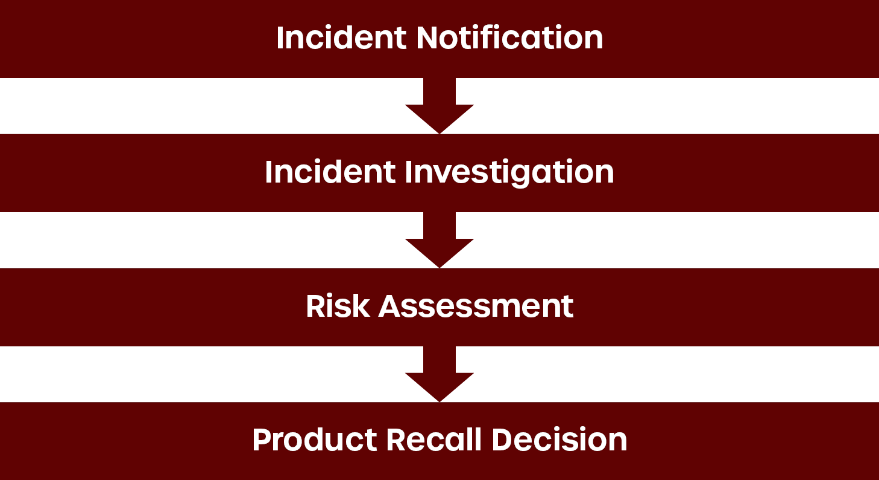 Incident Notification
Incident Investigation
Risk Assessment
Product Recall Decision